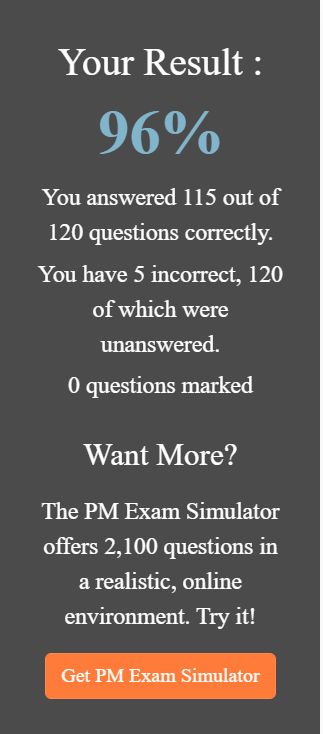 Your Result :
96%
You answered 115 out of
120 questions correctly.
You have 5 incorrect, 120
of which were
unanswered.
0 questions marked
Want More?
The PM Exam Simulator
offers 2,100 questions in
a realistic, online
environment. Try it!
Get PM Exam Simulator